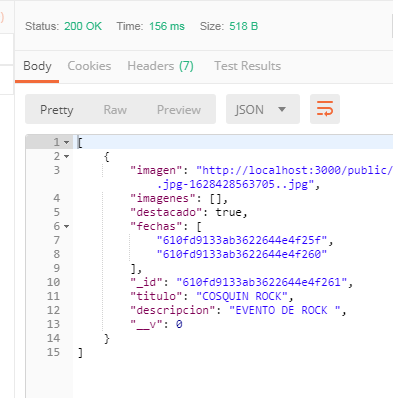 Status: 200 OK Time: 156 ms Size: 518 B
Body Cookies Headers (7) Test Results
Pretty Raw Preview JSON
1 [
2 {
3 "imagen": "http://localhost:3000/public/
.jpg-1628428563705..jpg",
4 "imagenes": [],
5 "destacado": true,
6 "fechas": [
7 "610fd9133ab3622644e4f25f",
8 "610fd9133ab3622644e4f260"
9 ],
10 "_id": "610fd9133ab3622644e4f261",
11 "titulo": "COSQUIN ROCK",
12 "descripcion": "EVENTO DE ROCK ",
13 "__v": 0
14 }
15 ]